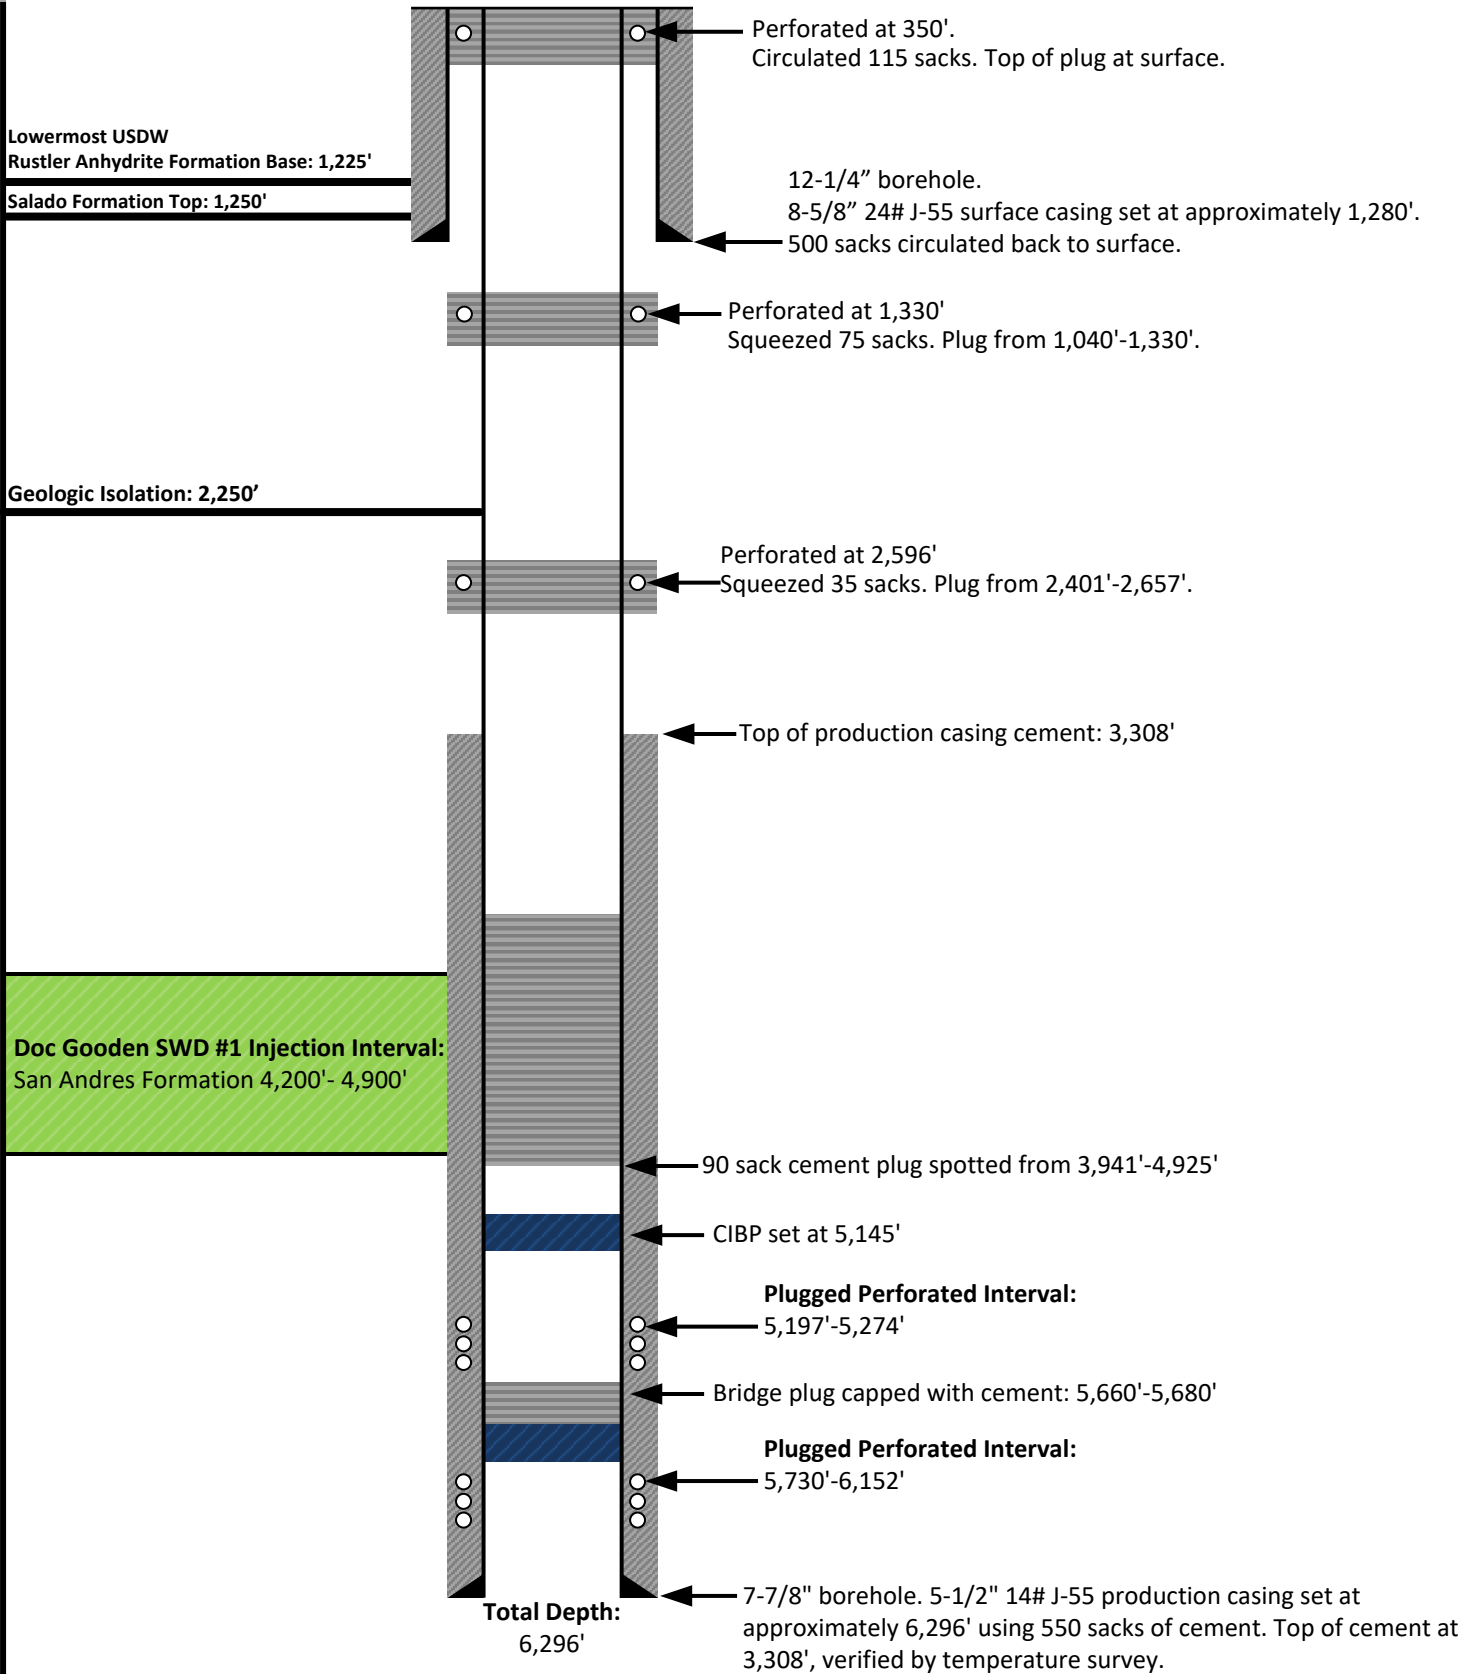 Perforated at 350'.
Circulated 115 sacks. Top of plug at surface.
Lowermost USDW
Rustler Anhydrite Formation Base: 1,225'
Salado Formation Top: 1,250'
12-1/4” borehole.
8-5/8” 24# J-55 surface casing set at approximately 1,280'.
500 sacks circulated back to surface.
Perforated at 1,330'
Squeezed 75 sacks. Plug from 1,040'-1,330'.
Geologic Isolation: 2,250’
Perforated at 2,596'
Squeezed 35 sacks. Plug from 2,401'-2,657'.
Top of production casing cement: 3,308'
Doc Gooden SWD #1 Injection Interval:
San Andres Formation 4,200'- 4,900'
90 sack cement plug spotted from 3,941'-4,925'
CIBP set at 5,145'
Plugged Perforated Interval:
5,197'-5,274'
Bridge plug capped with cement: 5,660'-5,680'
Plugged Perforated Interval:
5,730'-6,152'
Total Depth:
6,296'
7-7/8" borehole. 5-1/2" 14# J-55 production casing set at
approximately 6,296' using 550 sacks of cement. Top of cement at
3,308', verified by temperature survey.